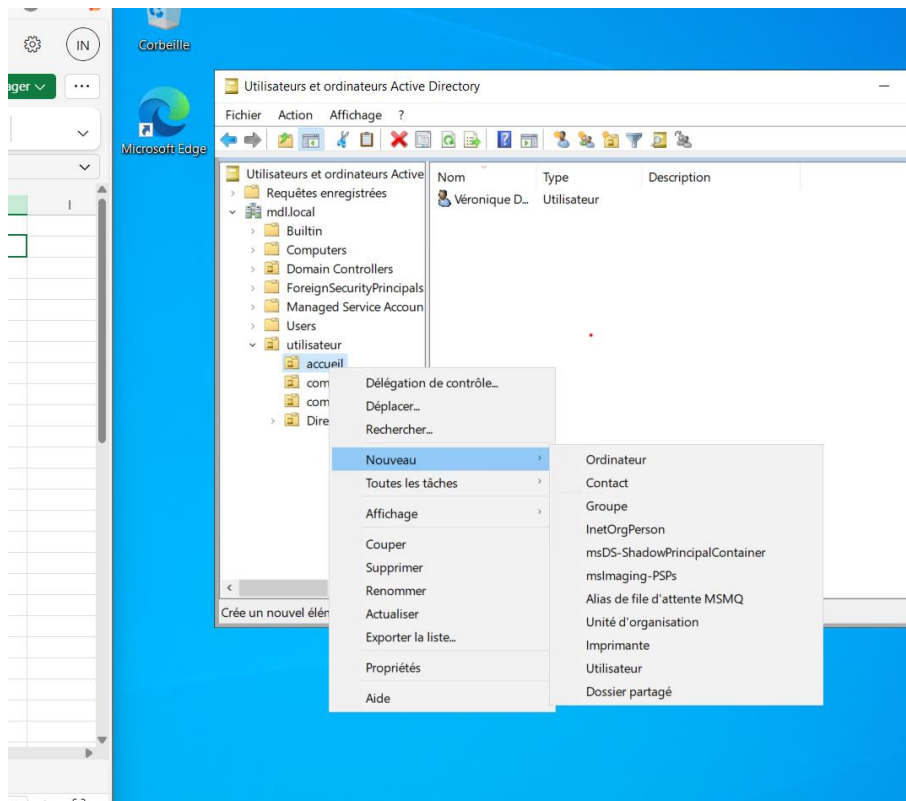 IN
Corbeille
ager
Microsoft Edge
I
Utilisateurs et ordinateurs Active Directory
Fichier Action Affichage ?
Utilisateurs et ordinateurs Active
Requêtes enregistrées
mdl.local
Builtin
Computers
Domain Controllers
ForeignSecurityPrincipals
Managed Service Accoun
Users
utilisateur
accueil
com
com
Dire
Nom Type Description
Véronique D... Utilisateur
Délégation de contrôle...
Déplacer...
Rechercher...
Nouveau
Toutes les tâches
Affichage
Couper
Supprimer
Renommer
Actualiser
Exporter la liste...
Propriétés
Aide
Ordinateur
Contact
Groupe
InetOrgPerson
msDS-ShadowPrincipalContainer
msImaging-PSPs
Alias de file d'attente MSMQ
Unité d'organisation
Imprimante
Utilisateur
Dossier partagé
Crée un nouvel élén